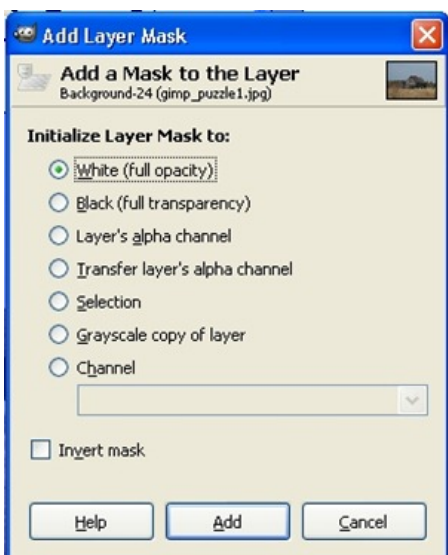 Add Layer Mask
Add a Mask to the Layer
Background-24 (gimp_puzzle1.jpg)
Initialize Layer Mask to:
White (full opacity)
Black (full transparency)
Layer's alpha channel
Transfer layer's alpha channel
Selection
Grayscale copy of layer
Channel
Invert mask
Help Add Cancel